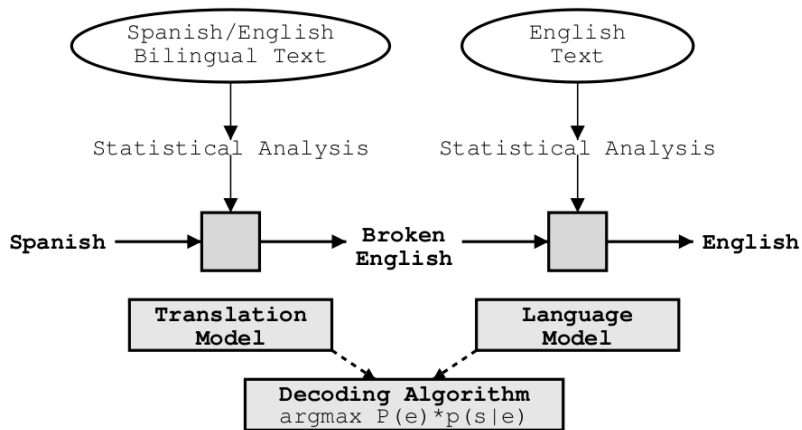 Spanish/English
Bilingual Text
English
Text
Statistical Analysis
Statistical Analysis
Spanish
Broken
English
English
Translation
Model
Language
Model
Decoding Algorithm
argmax P(e)*p(s|e)